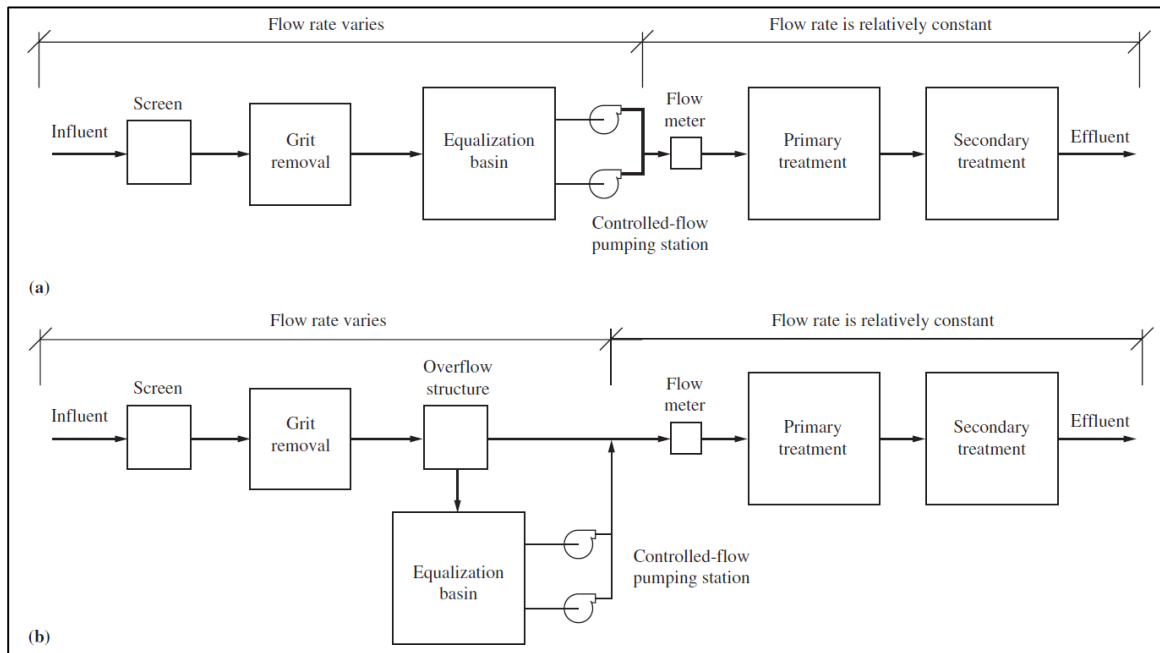 Flow rate varies
Flow rate is relatively constant
Screen
Flow
meter
Influent
Grit
removal
Equalization
basin
Primary
treatment
Secondary
treatment
Effluent
Controlled-flow
pumping station
(a)
Flow rate varies
Flow rate is relatively constant
Overflow
structure
Screen
Flow
meter
Influent
Grit
removal
Primary
treatment
Secondary
treatment
Effluent
Equalization
basin
Controlled-flow
pumping station
(b)